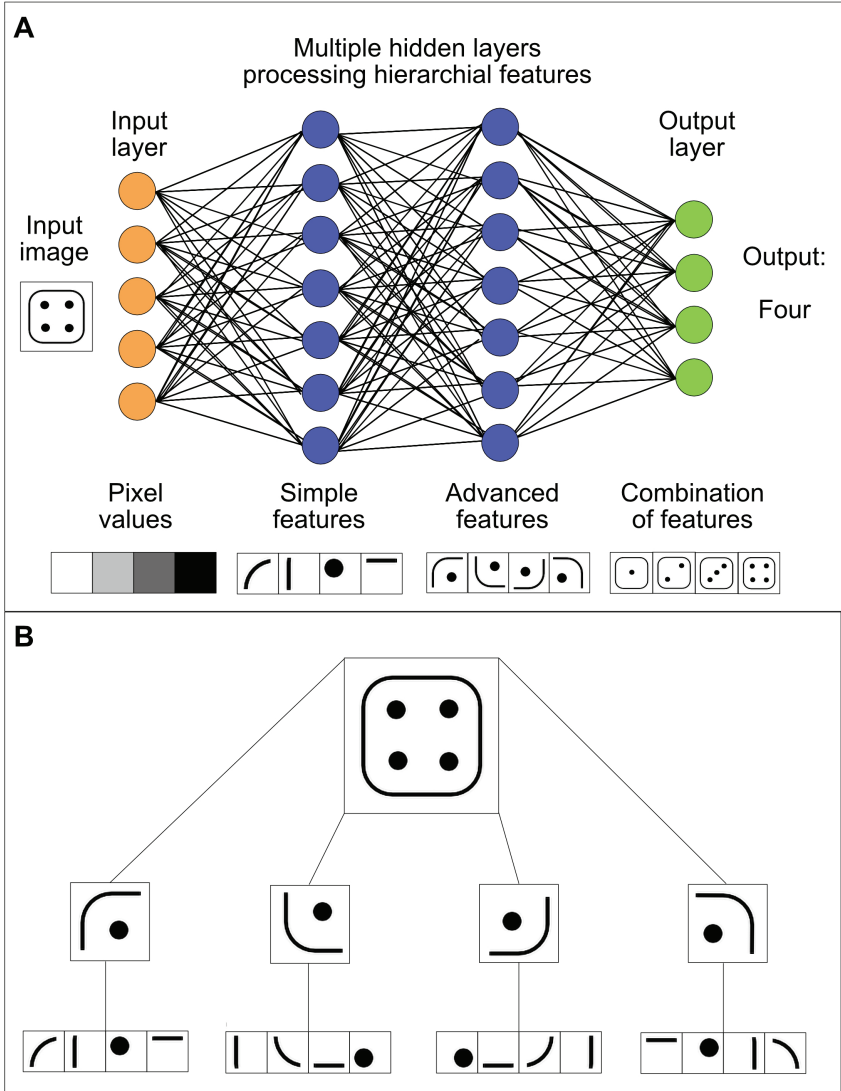 A
Multiple hidden layers
processing hierarchial features
Input
layer
Output
layer
Input
image
Output:
Four
Pixel
values
Simple
features
Advanced
features
Combination
of features
B